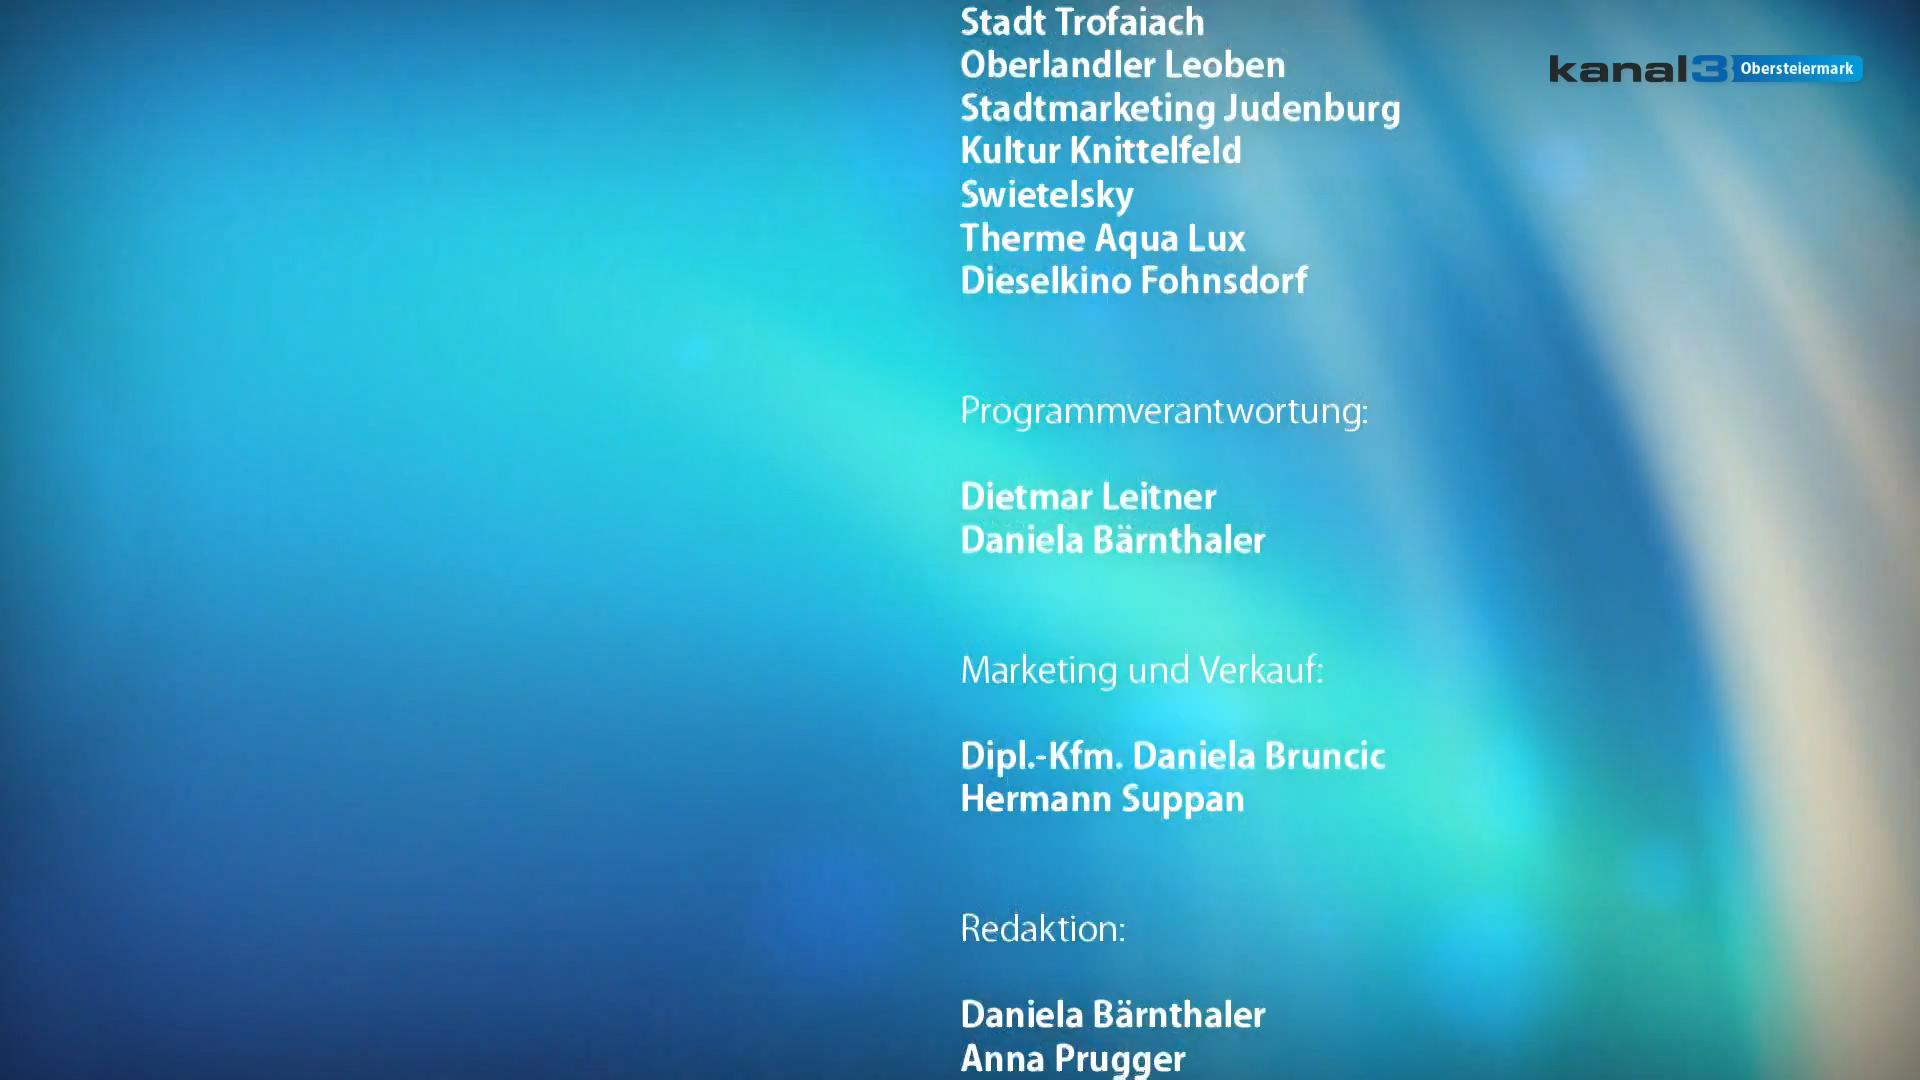 Stadt Trofaiach
Oberlandler Leoben
Stadtmarketing Judenburg
Kultur Knittelfeld
Swietelsky
Therme Aqua Lux
Dieselkino Fohnsdorf
kanal3 Obersteiermark
Programmverantwortung:
Dietmar Leitner
Daniela Bärnthaler
Marketing und Verkauf:
Dipl.-Kfm. Daniela Bruncic
Hermann Suppan
Redaktion:
Daniela Bärnthaler
Anna Prugger